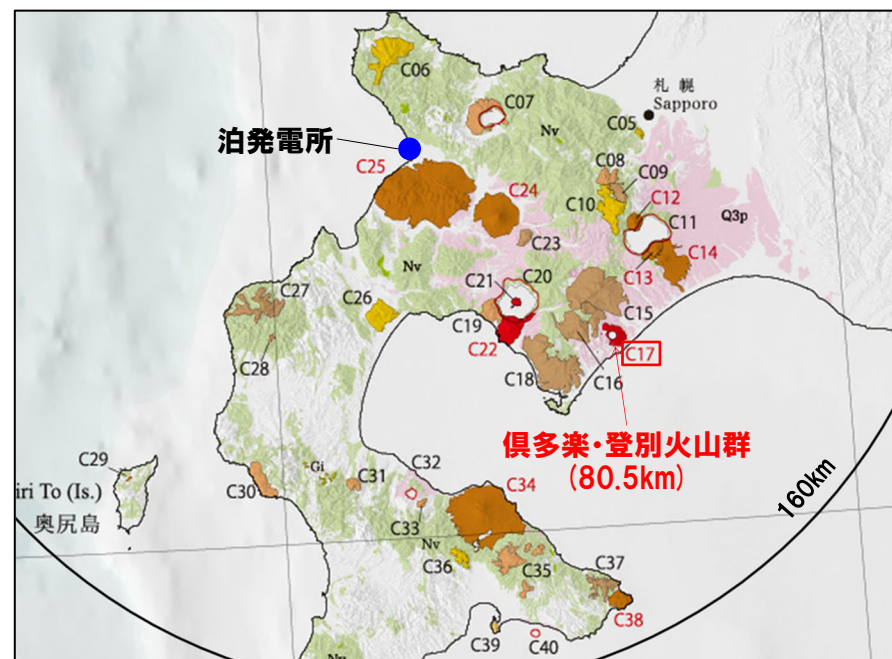 C06
C07
札幌
Sapporo
C05
Nv
泊発電所
C25
C24
C08
C09
C10
C12
C11
Q3p
C14
C13
C23
Nv
C21
C20
C27
C26
C19
C15
C22
C17
C28
C18
C16
倶多楽・登別火山群
(80.5km)
160km
C29
iri To (Is.)
奥尻島
Gi
C30
C31
C32
C34
C33
Nv
C36
C35
C37
C38
C39
C40
Nv